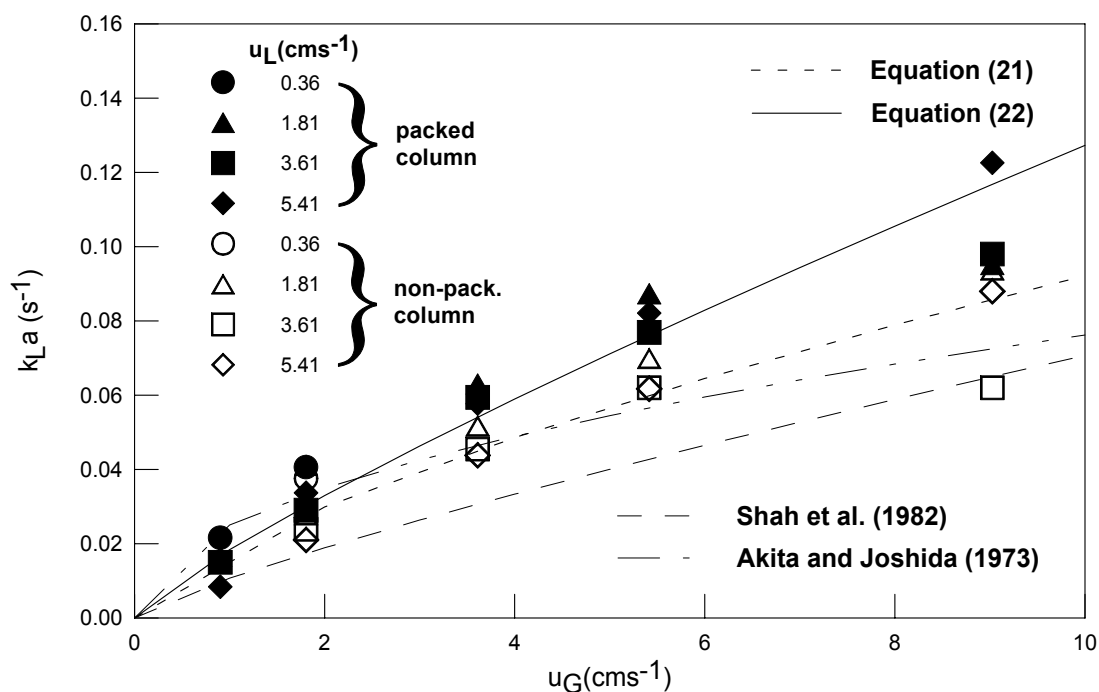 0.16
0.14
0.12
0.10
0.08
0.06
0.04
0.02
0.00
kLa (s-1)
uL(cms-1)
0.36
1.81
3.61
5.41
packed
column
0.36
1.81
3.61
5.41
non-pack.
column
Equation (21)
Equation (22)
Shah et al. (1982)
Akita and Joshida (1973)
0 2 4 6 8 10
uG(cms-1)